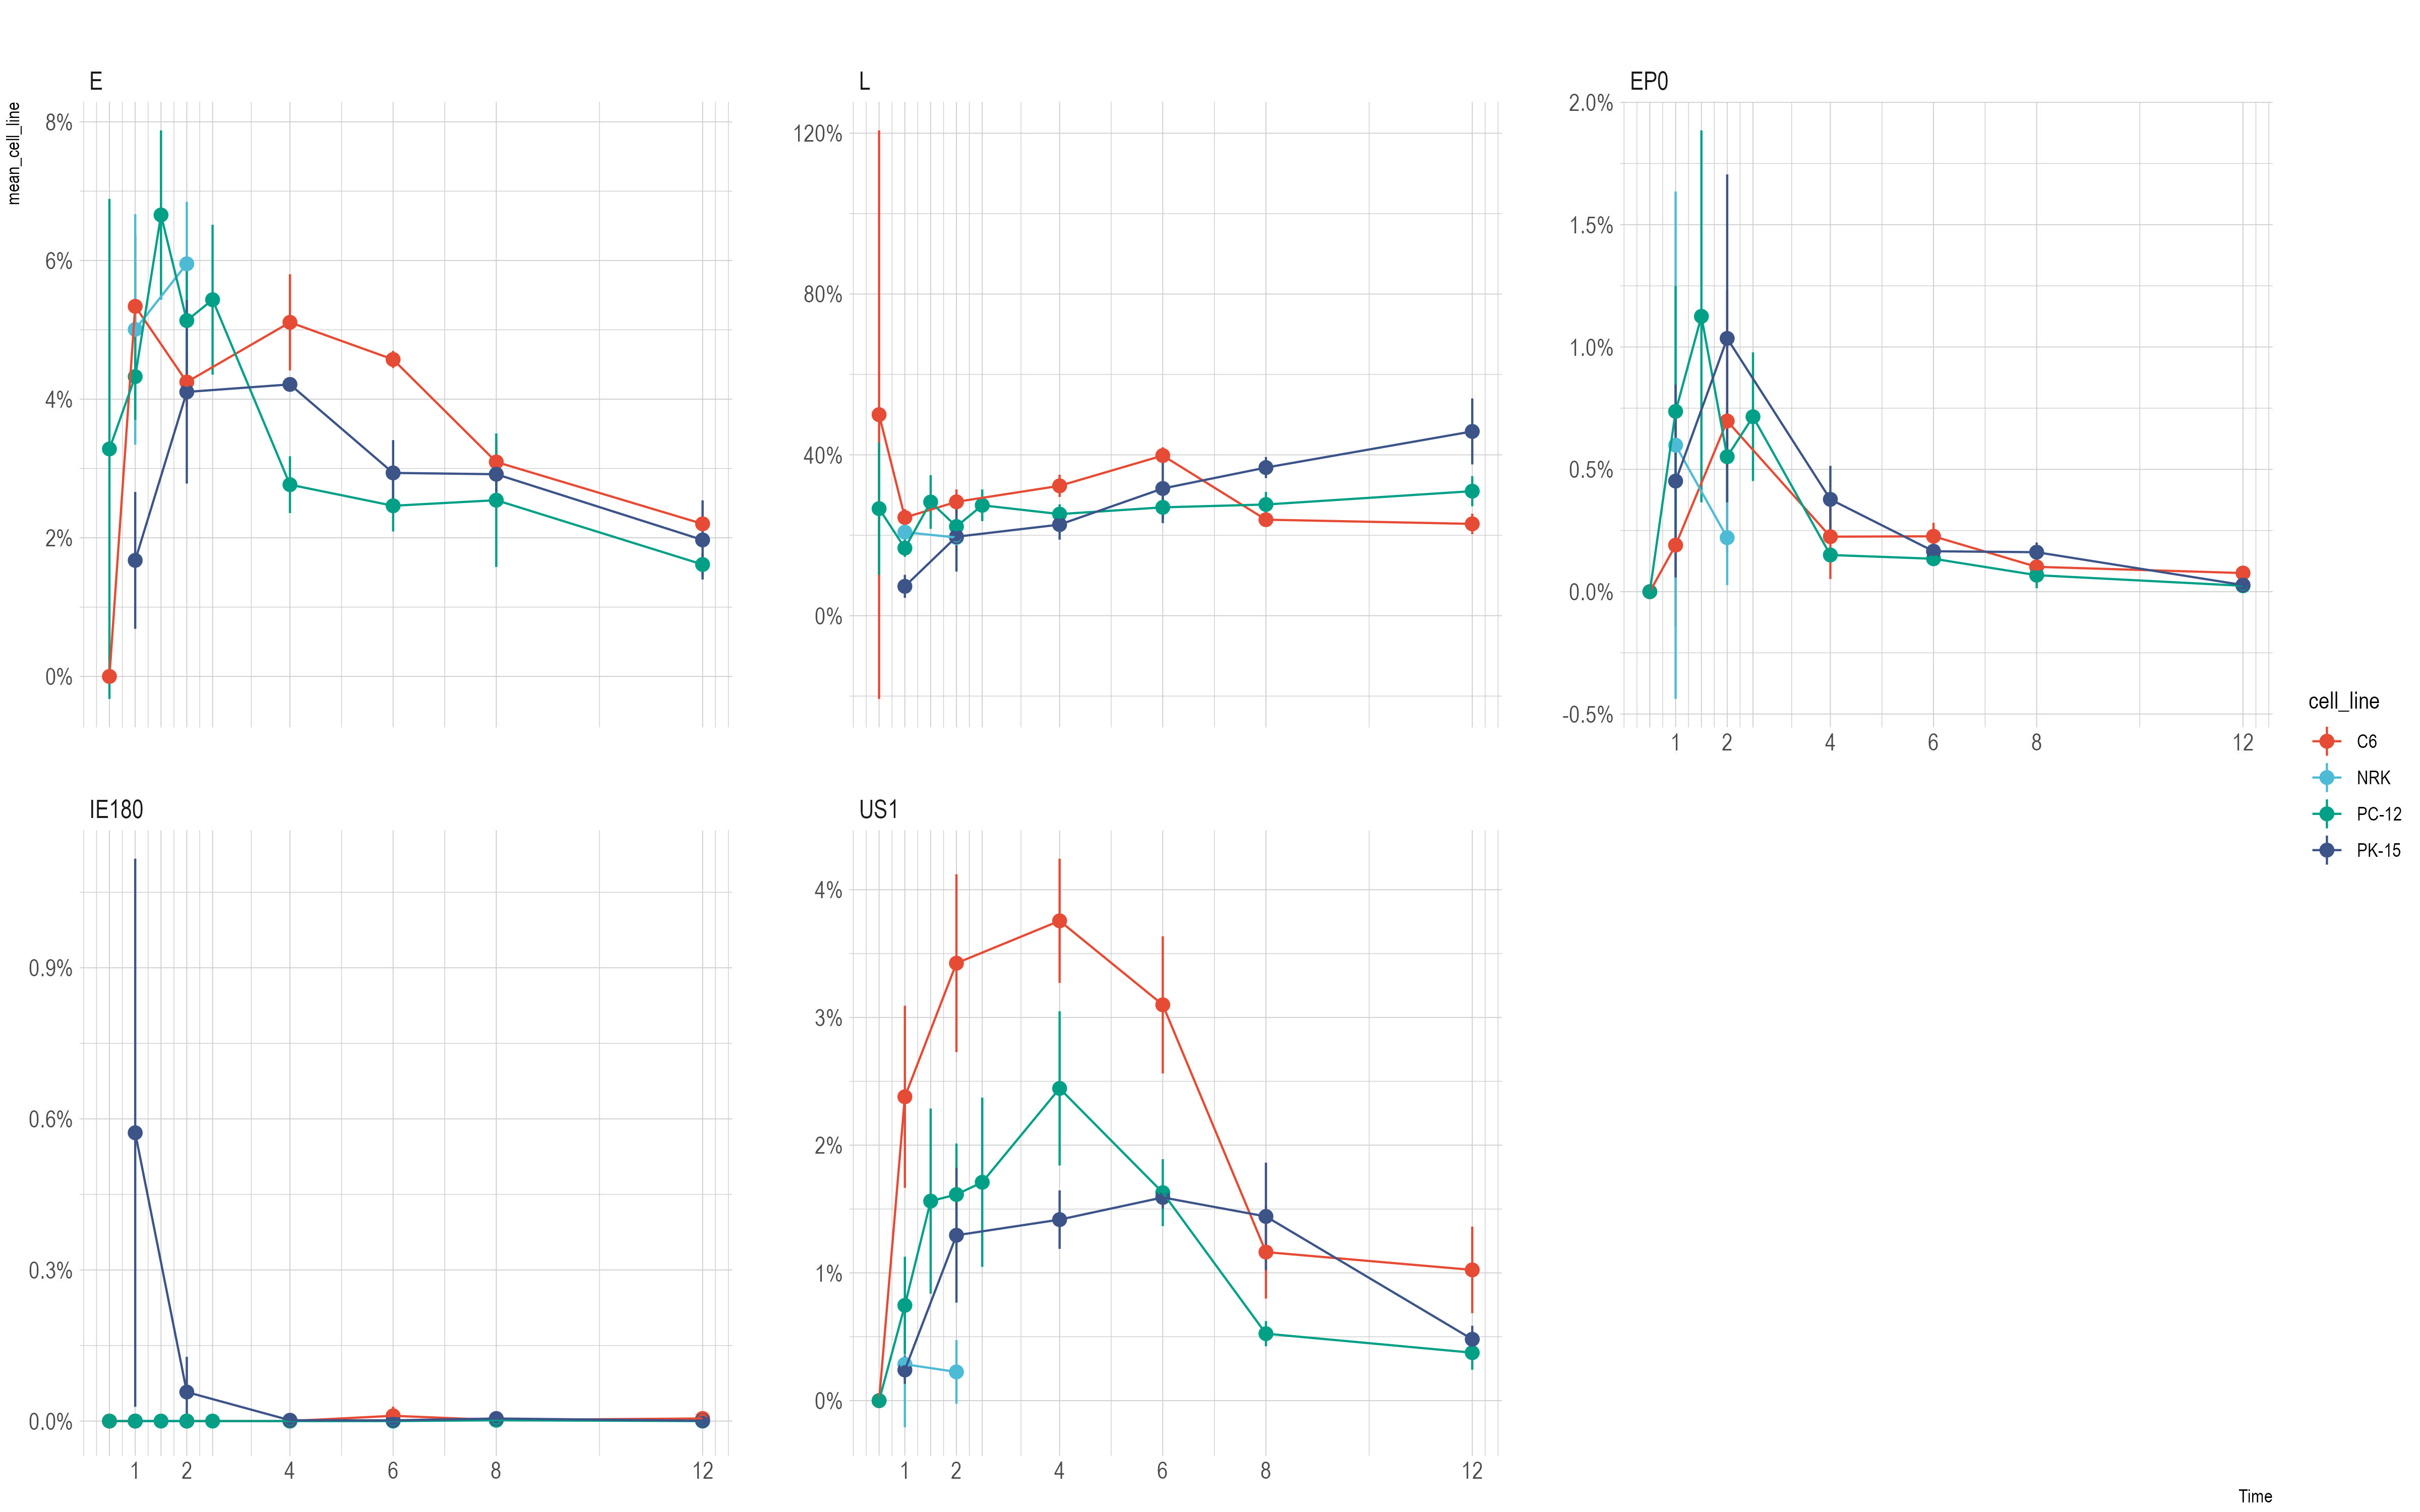 mean_cell_line
E
8%
6%
4%
2%
0%
L
120%
80%
40%
0%
EP0
2.0%
1.5%
1.0%
0.5%
0.0%
-0.5%
1 2 4 6 8 12
IE180
0.9%
0.6%
0.3%
0.0%
1 2 4 6 8 12
US1
4%
3%
2%
1%
0%
1 2 4 6 8 12
cell_line
C6
NRK
PC-12
PK-15
Time